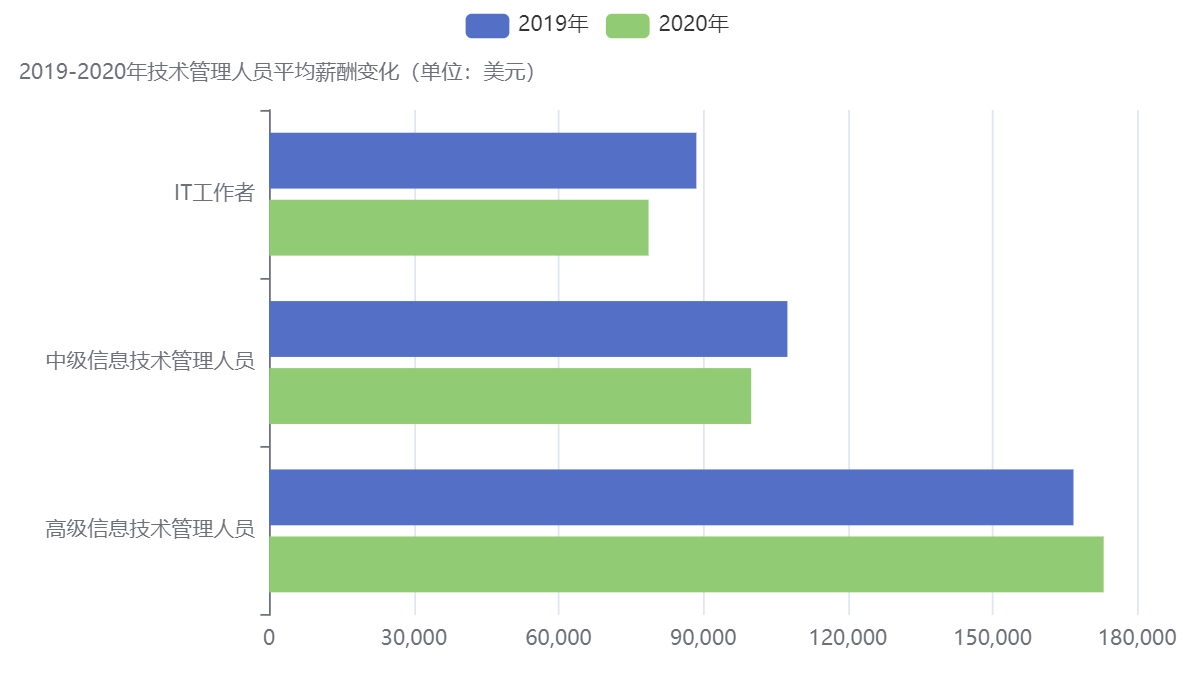 2019年 2020年
2019-2020年技术管理人员平均薪酬变化（单位：美元）
IT工作者
中级信息技术管理人员
高级信息技术管理人员
0 30,000 60,000 90,000 120,000 150,000 180,000